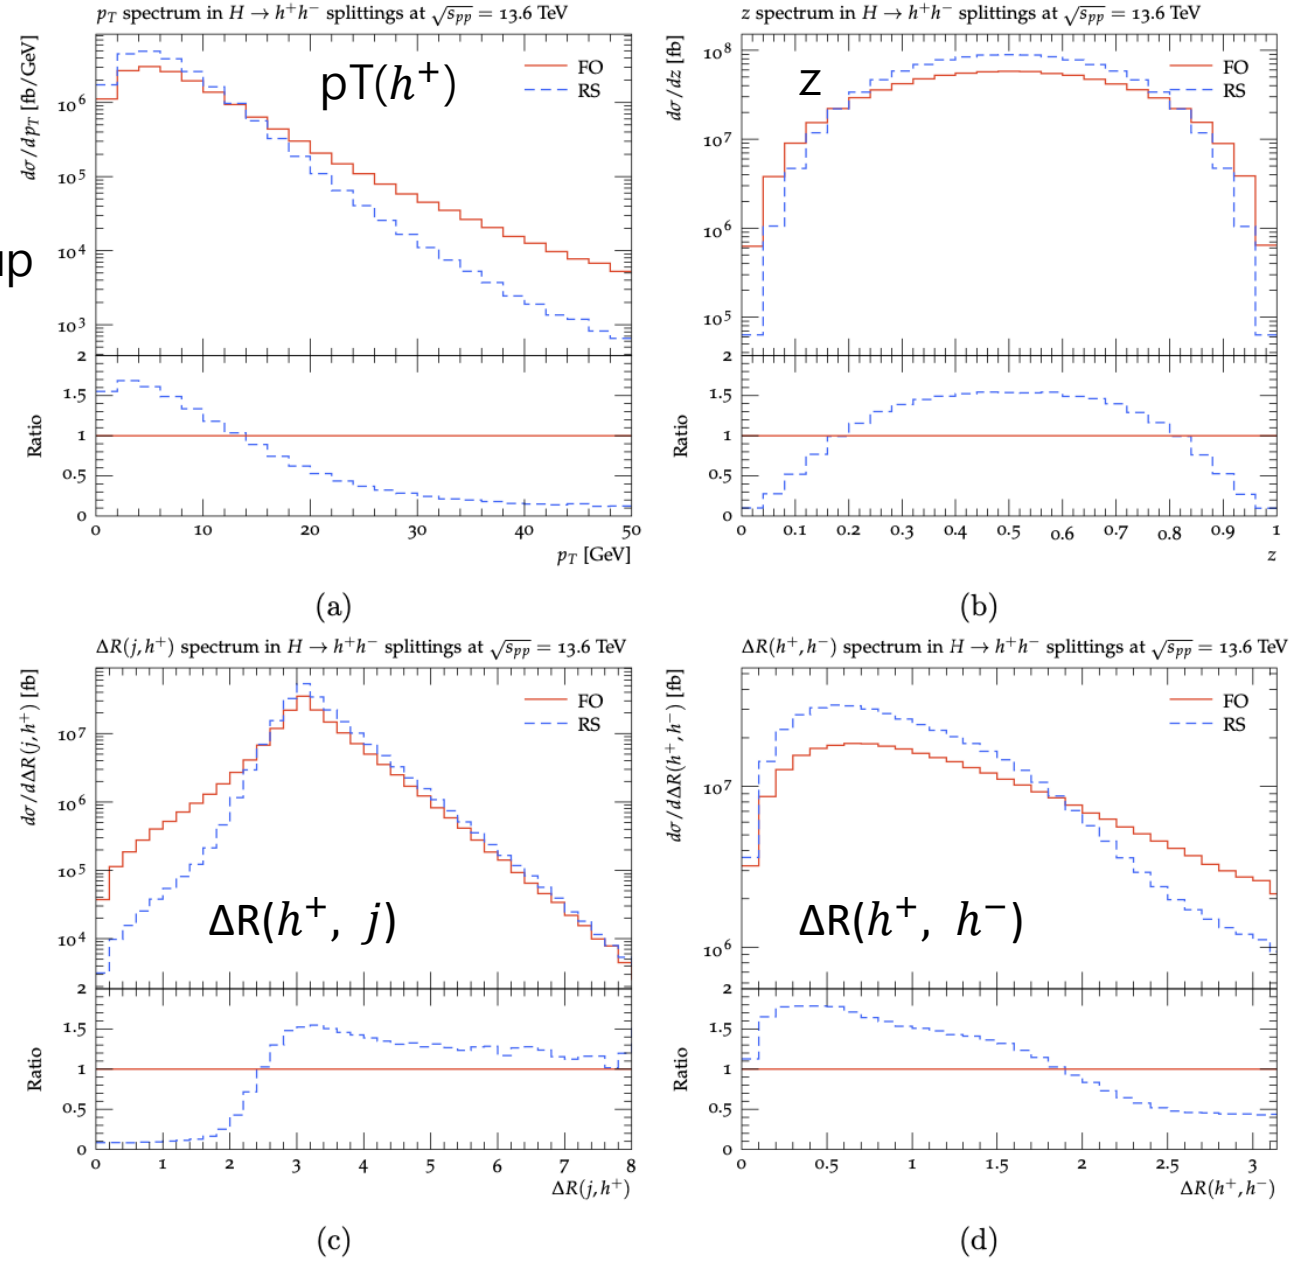 p_T spectrum in H → h⁺h⁻ splittings at √s_pp = 13.6 TeV
dσ/dp_T [fb/GeV]
pT(h⁺)
FO
RS
10⁶
10⁵
10⁴
10³
up
2
1.5
1
0.5
0
Ratio
0 10 20 30 40 50
p_T [GeV]
(a)
z spectrum in H → h⁺h⁻ splittings at √s_pp = 13.6 TeV
dσ/dz [fb]
z
FO
RS
10⁸
10⁷
10⁶
10⁵
2
1.5
1
0.5
0
Ratio
0 0.1 0.2 0.3 0.4 0.5 0.6 0.7 0.8 0.9 1
z
(b)
ΔR(j,h⁺) spectrum in H → h⁺h⁻ splittings at √s_pp = 13.6 TeV
dσ/dΔR(j,h⁺) [fb]
FO
RS
10⁷
10⁶
10⁵
10⁴
ΔR(h⁺, j)
2
1.5
1
0.5
0
Ratio
0 1 2 3 4 5 6 7 8
ΔR(j,h⁺)
(c)
ΔR(h⁺,h⁻) spectrum in H → h⁺h⁻ splittings at √s_pp = 13.6 TeV
dσ/dΔR(h⁺,h⁻) [fb]
FO
RS
10⁷
10⁶
ΔR(h⁺, h⁻)
2
1.5
1
0.5
0
Ratio
0 0.5 1 1.5 2 2.5 3
ΔR(h⁺,h⁻)
(d)